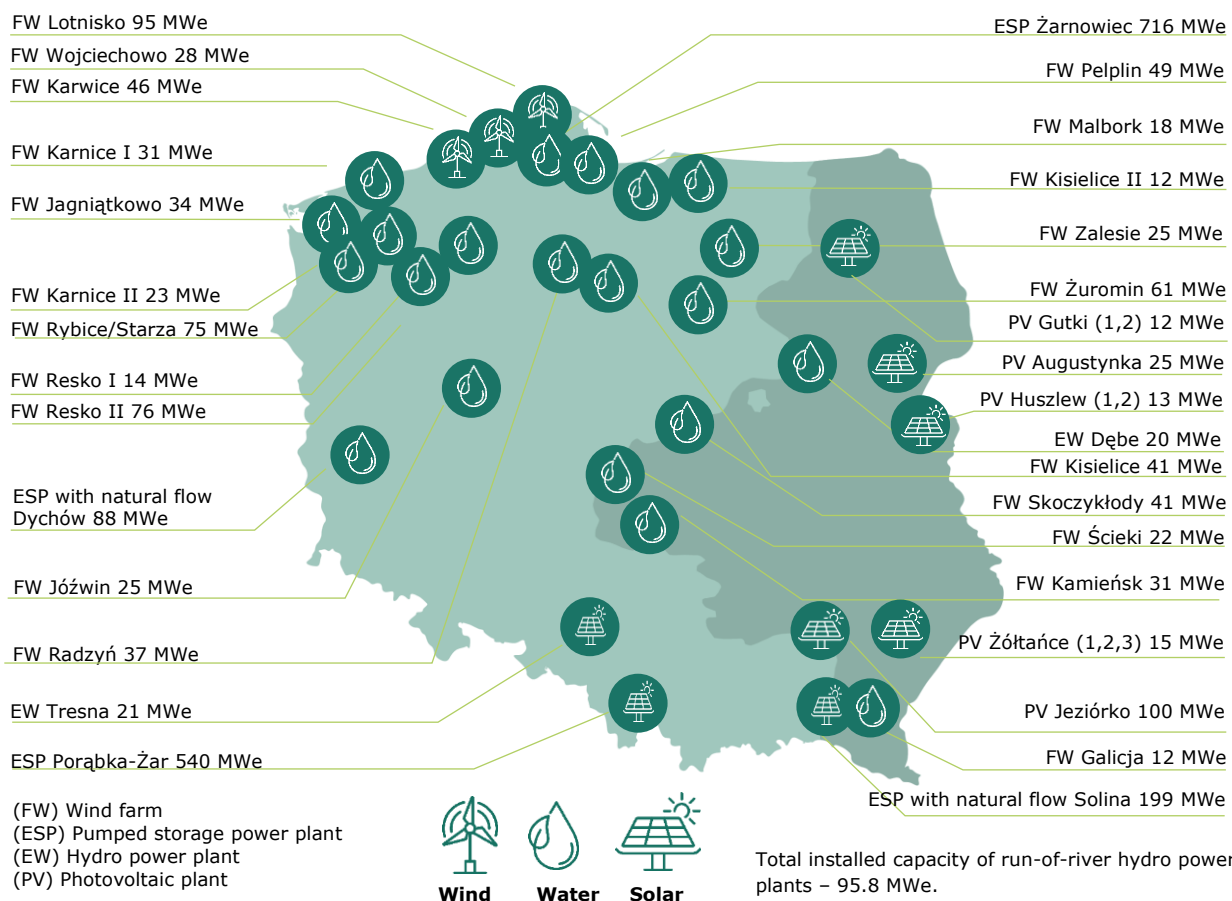 FW Lotnisko 95 MWe
FW Wojciechowo 28 MWe
FW Karwice 46 MWe
FW Karnice I 31 MWe
FW Jagniątkowo 34 MWe
FW Karnice II 23 MWe
FW Rybice/Starza 75 MWe
FW Resko I 14 MWe
FW Resko II 76 MWe
ESP with natural flow
Dychów 88 MWe
FW Jóźwin 25 MWe
FW Radzyń 37 MWe
EW Tresna 21 MWe
ESP Porąbka-Żar 540 MWe
ESP Żarnowiec 716 MWe
FW Pelplin 49 MWe
FW Malbork 18 MWe
FW Kisielice II 12 MWe
FW Zalesie 25 MWe
FW Żuromin 61 MWe
PV Gutki (1,2) 12 MWe
PV Augustynka 25 MWe
PV Huszlew (1,2) 13 MWe
EW Dębe 20 MWe
FW Kisielice 41 MWe
FW Skoczykłody 41 MWe
FW Ścieki 22 MWe
FW Kamieńsk 31 MWe
PV Żółtańce (1,2,3) 15 MWe
PV Jeziórko 100 MWe
FW Galicja 12 MWe
ESP with natural flow Solina 199 MWe
(FW) Wind farm
(ESP) Pumped storage power plant
(EW) Hydro power plant
(PV) Photovoltaic plant
Wind
Water
Solar
Total installed capacity of run-of-river hydro power
plants – 95.8 MWe.